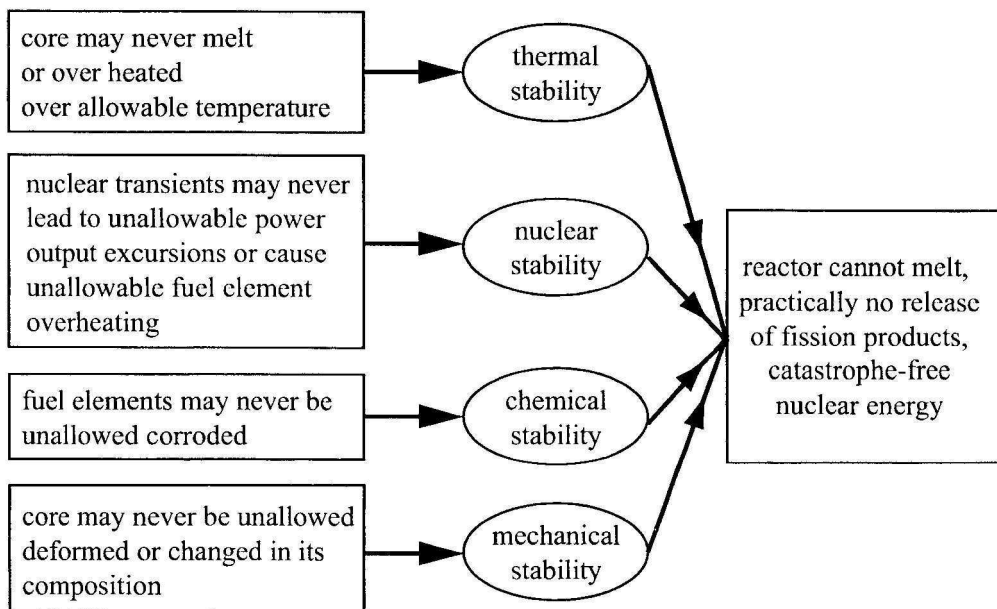 core may never melt
or over heated
over allowable temperature
thermal
stability
nuclear transients may never
lead to unallowable power
output excursions or cause
unallowable fuel element
overheating
nuclear
stability
fuel elements may never be
unallowed corroded
chemical
stability
core may never be unallowed
deformed or changed in its
composition
mechanical
stability
reactor cannot melt,
practically no release
of fission products,
catastrophe-free
nuclear energy